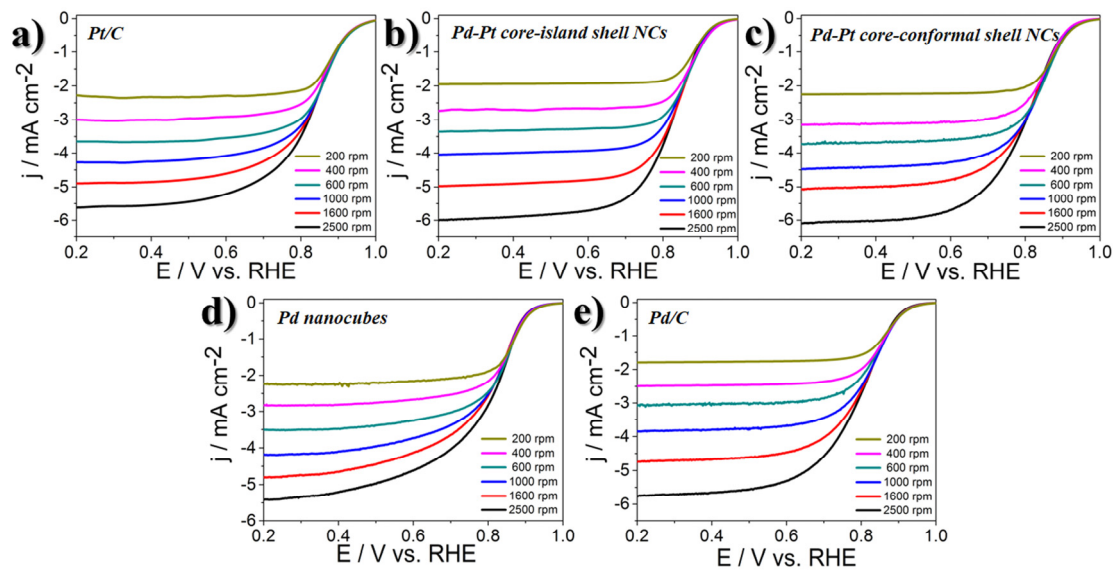 a)
Pt/C
0
-1
-2
-3
-4
-5
-6
j / mA cm-2
200 rpm
400 rpm
600 rpm
1000 rpm
1600 rpm
2500 rpm
0.2 0.4 0.6 0.8 1.0
E / V vs. RHE
b)
Pd-Pt core-island shell NCs
0
-1
-2
-3
-4
-5
-6
j / mA cm-2
200 rpm
400 rpm
600 rpm
1000 rpm
1600 rpm
2500 rpm
0.2 0.4 0.6 0.8 1.0
E / V vs. RHE
c)
Pd-Pt core-conformal shell NCs
0
-1
-2
-3
-4
-5
-6
j / mA cm-2
200 rpm
400 rpm
600 rpm
1000 rpm
1600 rpm
2500 rpm
0.2 0.4 0.6 0.8 1.0
E / V vs. RHE
d)
Pd nanocubes
0
-1
-2
-3
-4
-5
-6
j / mA cm-2
200 rpm
400 rpm
600 rpm
1000 rpm
1600 rpm
2500 rpm
0.2 0.4 0.6 0.8 1.0
E / V vs. RHE
e)
Pd/C
0
-1
-2
-3
-4
-5
-6
j / mA cm-2
200 rpm
400 rpm
600 rpm
1000 rpm
1600 rpm
2500 rpm
0.2 0.4 0.6 0.8 1.0
E / V vs. RHE